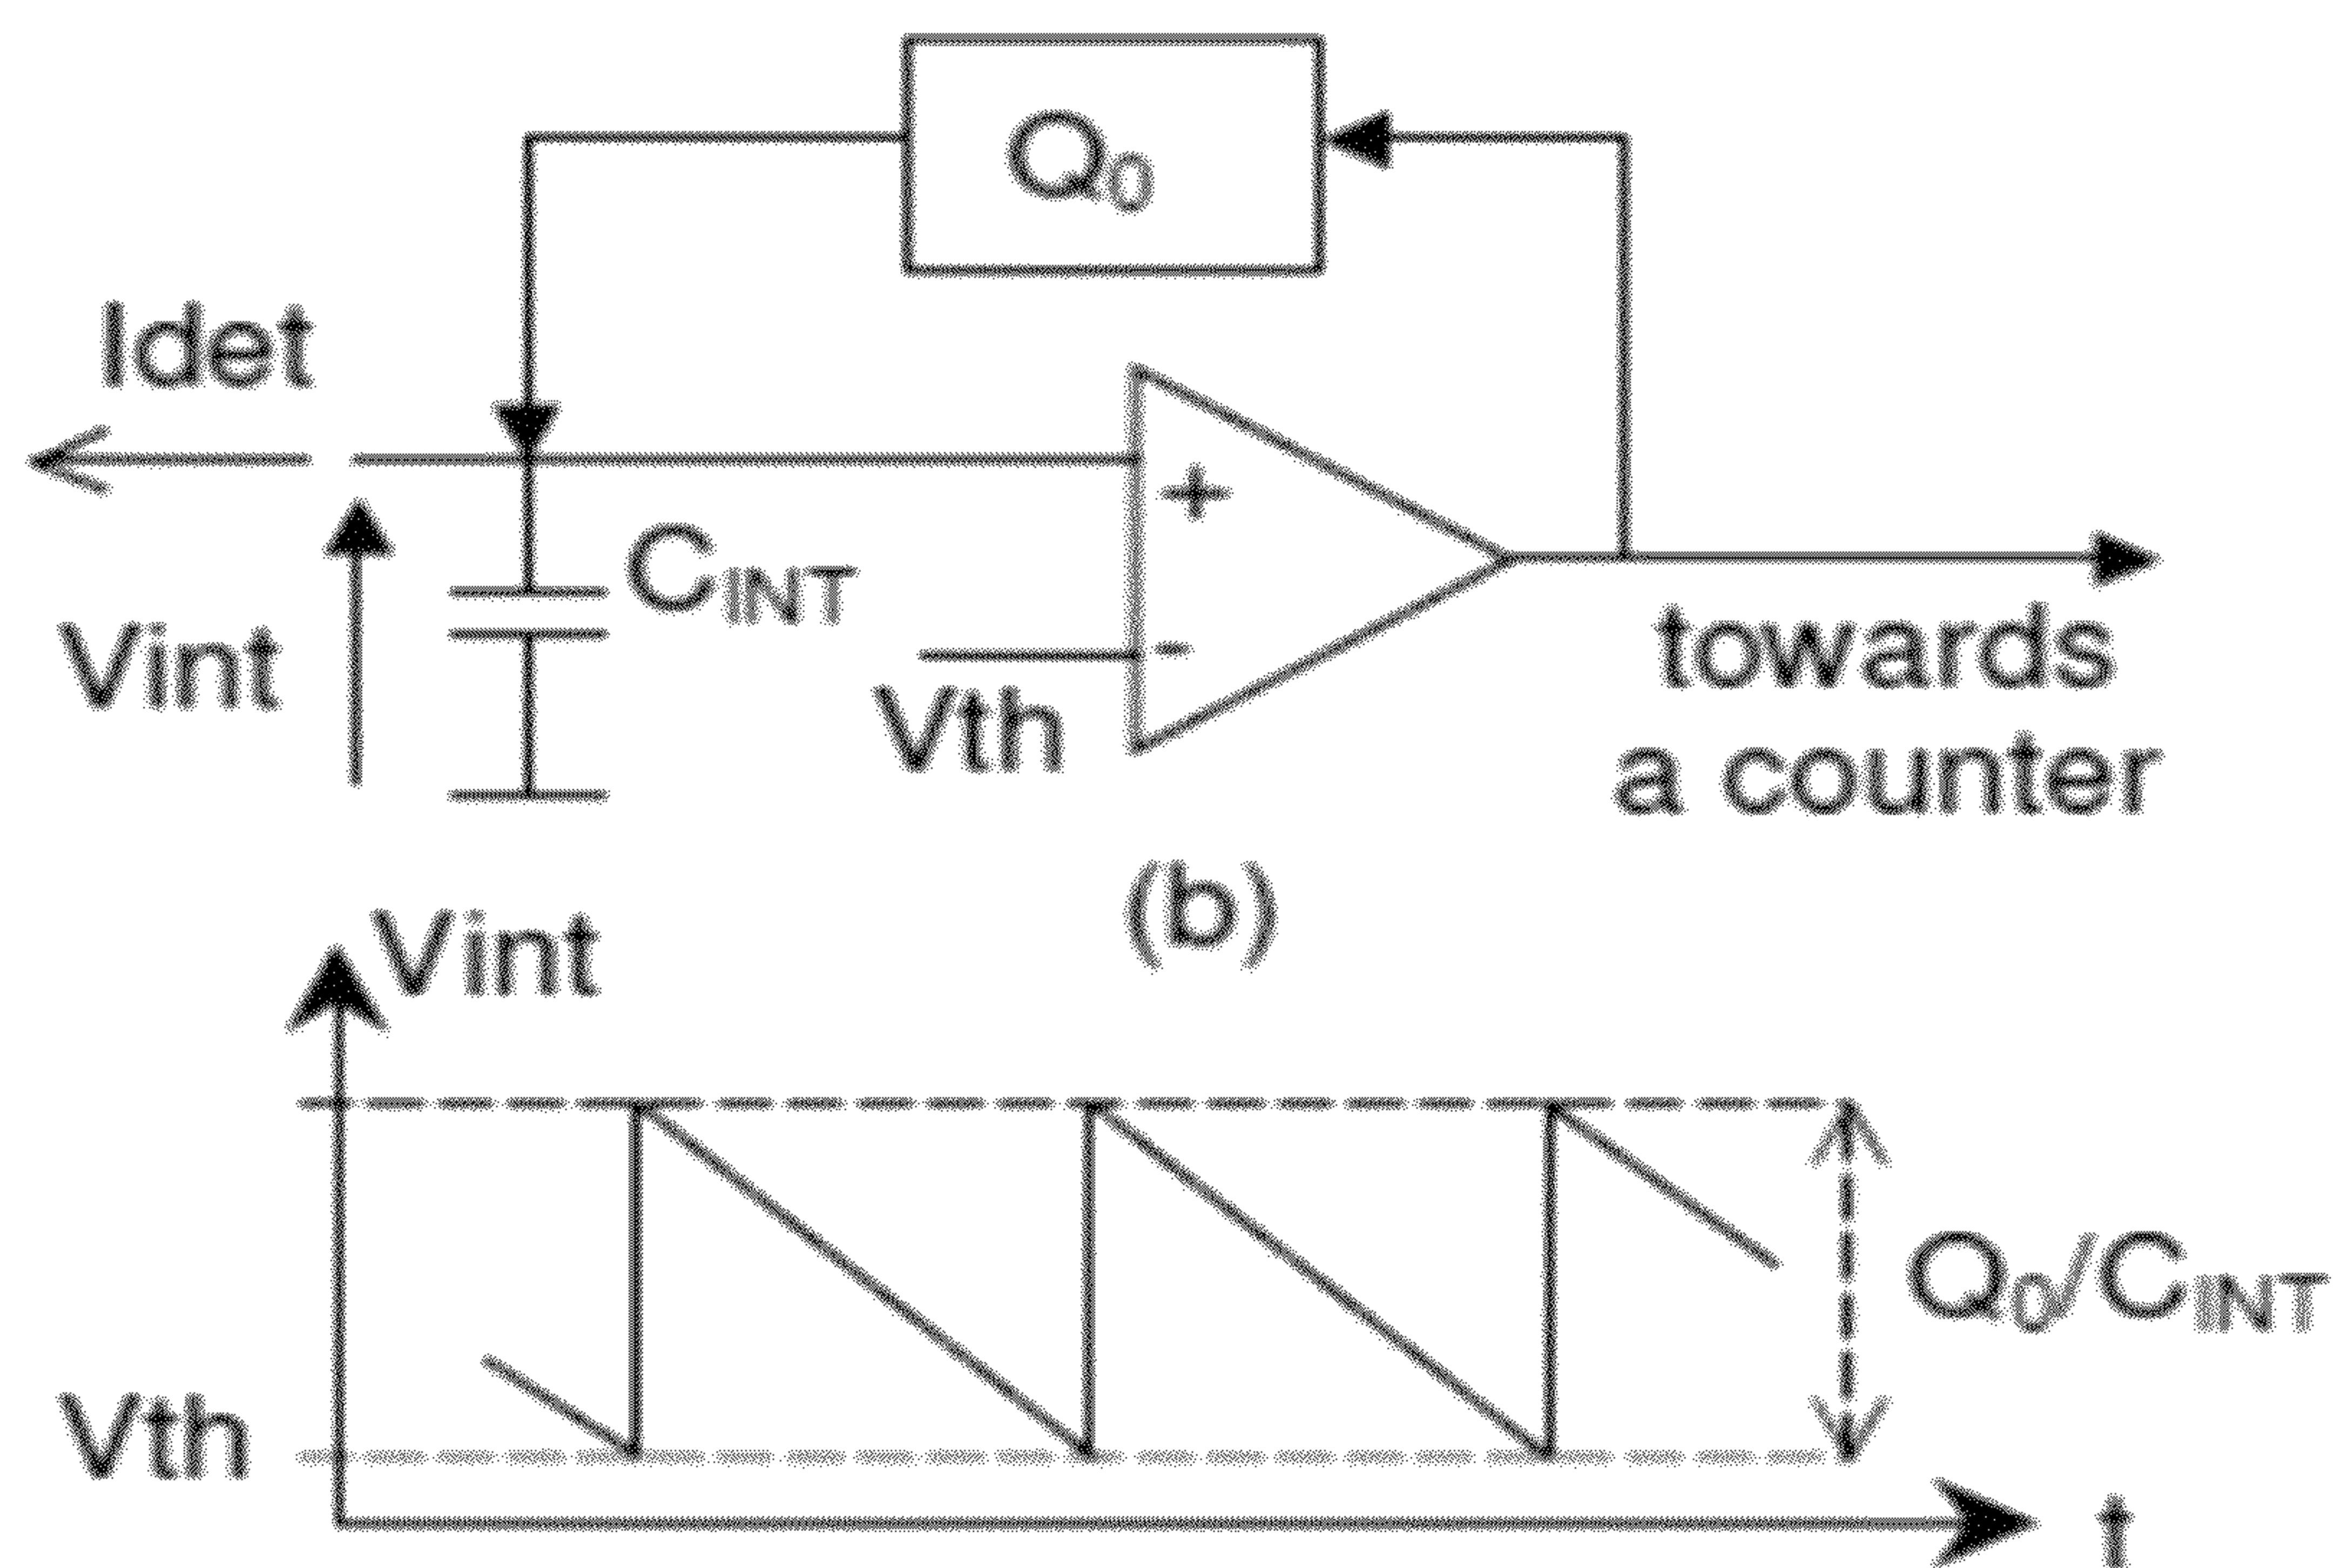 Q0
Idet
+
CINT
Vint
-
Vth
towards
a counter
(b)
Vint
Q0/CINT
Vth
t